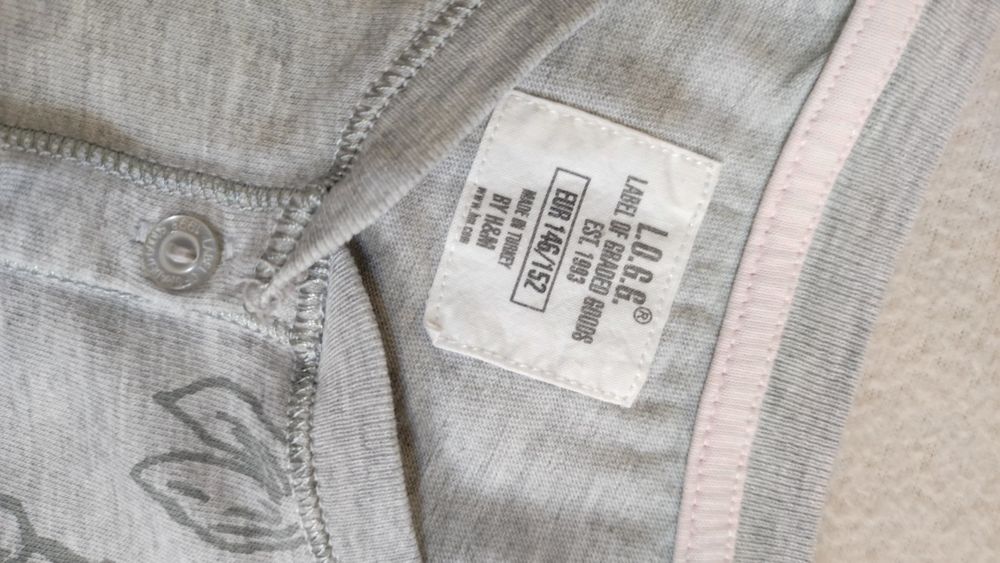 L.O.G.G.®
LABEL OF GRADED GOODS
EST. 1993
EUR 146/152
MADE IN TURKEY
BY H&M
www.hm.com